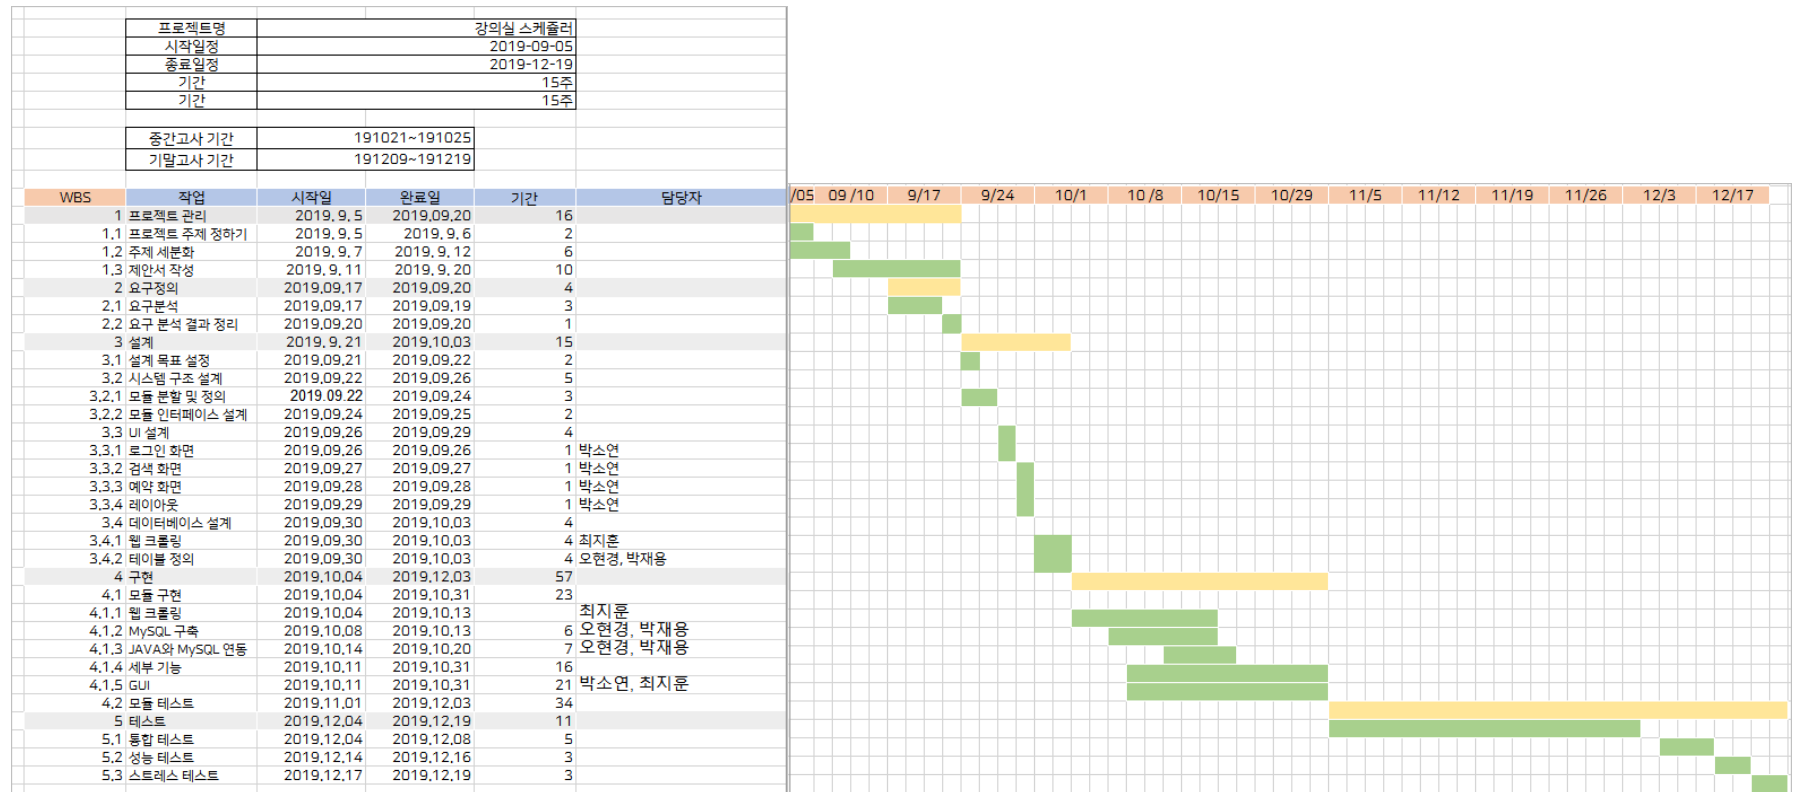 프로젝트명 강의실 스케쥴러
시작일정 2019-09-05
종료일정 2019-12-19
기간 15주
기간 15주
중간고사 기간 191021~191025
기말고사 기간 191209~191219
WBS 작업 시작일 완료일 기간 담당자 /05 09/10 9/17 9/24 10/1 10/8 10/15 10/29 11/5 11/12 11/19 11/26 12/3 12/17
1 프로젝트 관리 2019. 9. 5 2019.09.20 16
1.1 프로젝트 주제 정하기 2019. 9. 5 2019. 9. 6 2
1.2 주제 세분화 2019. 9. 7 2019. 9. 12 6
1.3 제안서 작성 2019. 9. 11 2019. 9. 20 10
2 요구정의 2019.09.17 2019.09.20 4
2.1 요구분석 2019.09.17 2019.09.19 3
2.2 요구 분석 결과 정리 2019.09.20 2019.09.20 1
3 설계 2019. 9. 21 2019.10.03 15
3.1 설계 목표 설정 2019.09.21 2019.09.22 2
3.2 시스템 구조 설계 2019.09.22 2019.09.26 5
3.2.1 모듈 분할 및 정의 2019.09.22 2019.09.24 3
3.2.2 모듈 인터페이스 설계 2019.09.24 2019.09.25 2
3.3 UI 설계 2019.09.26 2019.09.29 4
3.3.1 로그인 화면 2019.09.26 2019.09.26 1 박소연
3.3.2 검색 화면 2019.09.27 2019.09.27 1 박소연
3.3.3 예약 화면 2019.09.28 2019.09.28 1 박소연
3.3.4 레이아웃 2019.09.29 2019.09.29 1 박소연
3.4 데이터베이스 설계 2019.09.30 2019.10.03 4
3.4.1 웹 크롤링 2019.09.30 2019.10.03 4 최지훈
3.4.2 테이블 정의 2019.09.30 2019.10.03 4 오현경, 박재용
4 구현 2019.10.04 2019.12.03 57
4.1 모듈 구현 2019.10.04 2019.10.31 23
4.1.1 웹 크롤링 2019.10.04 2019.10.13 최지훈
4.1.2 MySQL 구축 2019.10.08 2019.10.13 6 오현경, 박재용
4.1.3 JAVA와 MySQL 연동 2019.10.14 2019.10.20 7 오현경, 박재용
4.1.4 세부 기능 2019.10.11 2019.10.31 16
4.1.5 GUI 2019.10.11 2019.10.31 21 박소연, 최지훈
4.2 모듈 테스트 2019.11.01 2019.12.03 34
5 테스트 2019.12.04 2019.12.19 11
5.1 통합 테스트 2019.12.04 2019.12.08 5
5.2 성능 테스트 2019.12.14 2019.12.16 3
5.3 스트레스 테스트 2019.12.17 2019.12.19 3